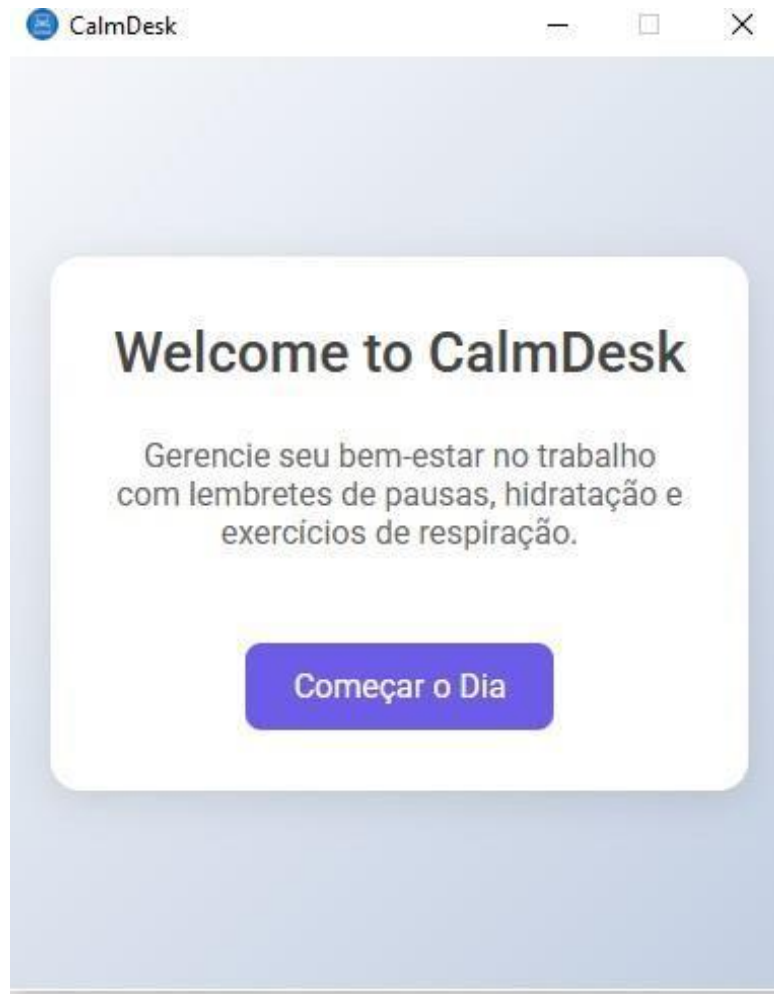 CalmDesk
Welcome to CalmDesk
Gerencie seu bem-estar no trabalho
com lembretes de pausas, hidratação e
exercícios de respiração.
Começar o Dia